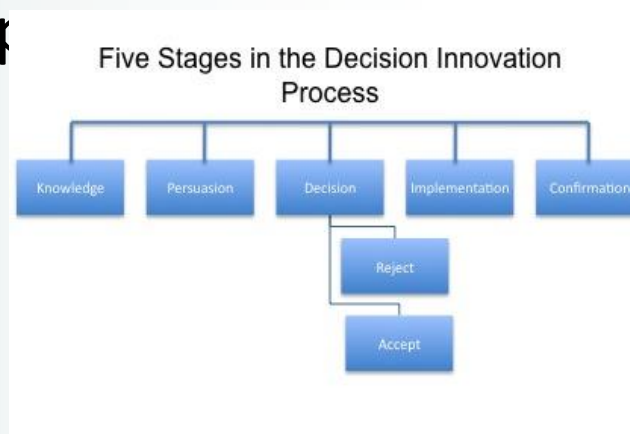 Five Stages in the Decision Innovation
Process
Knowledge
Persuasion
Decision
Implementation
Confirmation
Reject
Accept